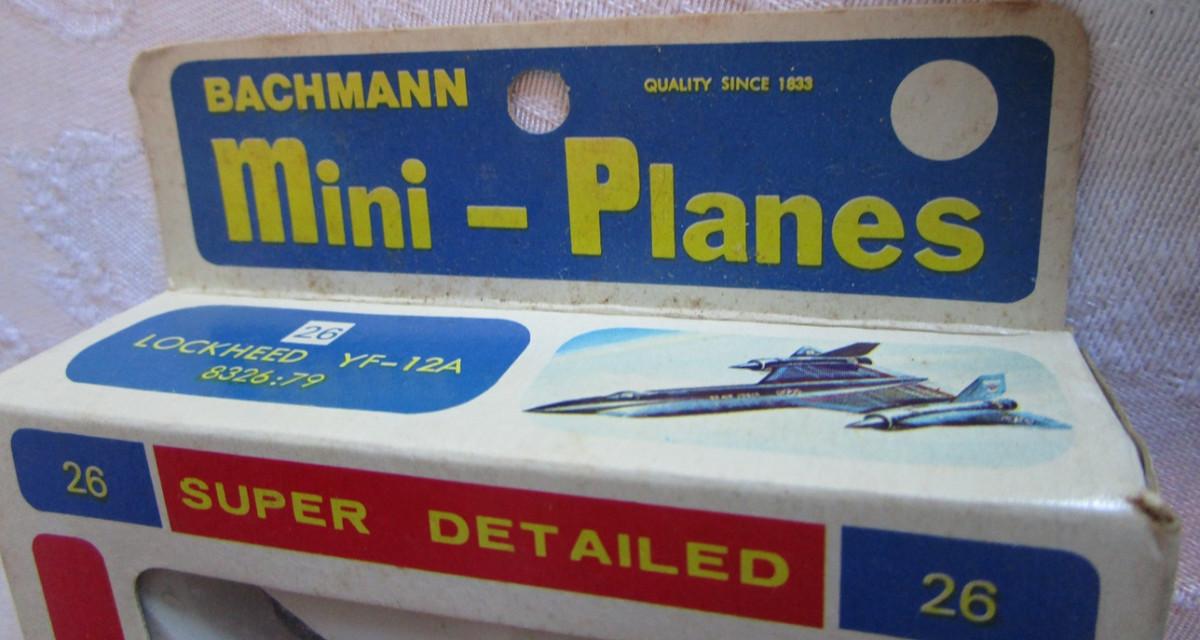 BACHMANN
QUALITY SINCE 1833
Mini - Planes
26
LOCKHEED YF-12A
8326:79
26
SUPER DETAILED
26